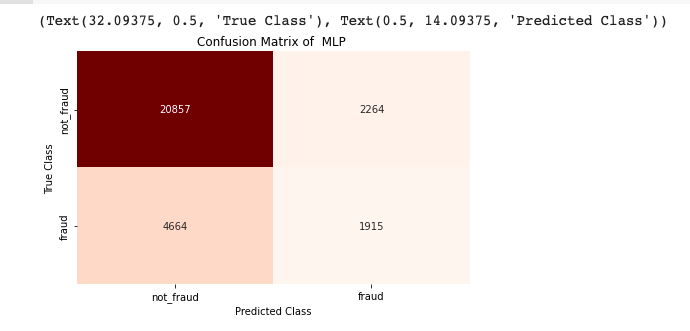 (Text(32.09375, 0.5, 'True Class'), Text(0.5, 14.09375, 'Predicted Class'))
Confusion Matrix of  MLP
True Class
not_fraud
20857
2264
fraud
4664
1915
not_fraud
fraud
Predicted Class